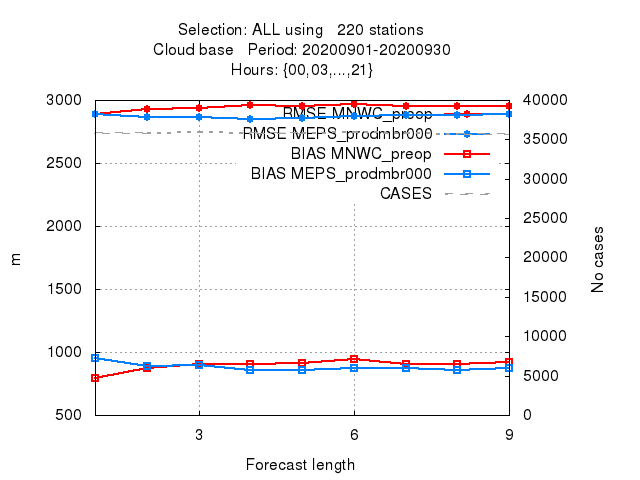 Selection: ALL using   220 stations
Cloud base   Period: 20200901-20200930
Hours: {00,03,...,21}
3000
2500
2000
1500
1000
500
m
40000
35000
30000
25000
20000
15000
10000
5000
0
No cases
RMSE MNWC_preop
RMSE MEPS_prodmbr000
BIAS MNWC_preop
BIAS MEPS_prodmbr000
CASES
3 6 9
Forecast length